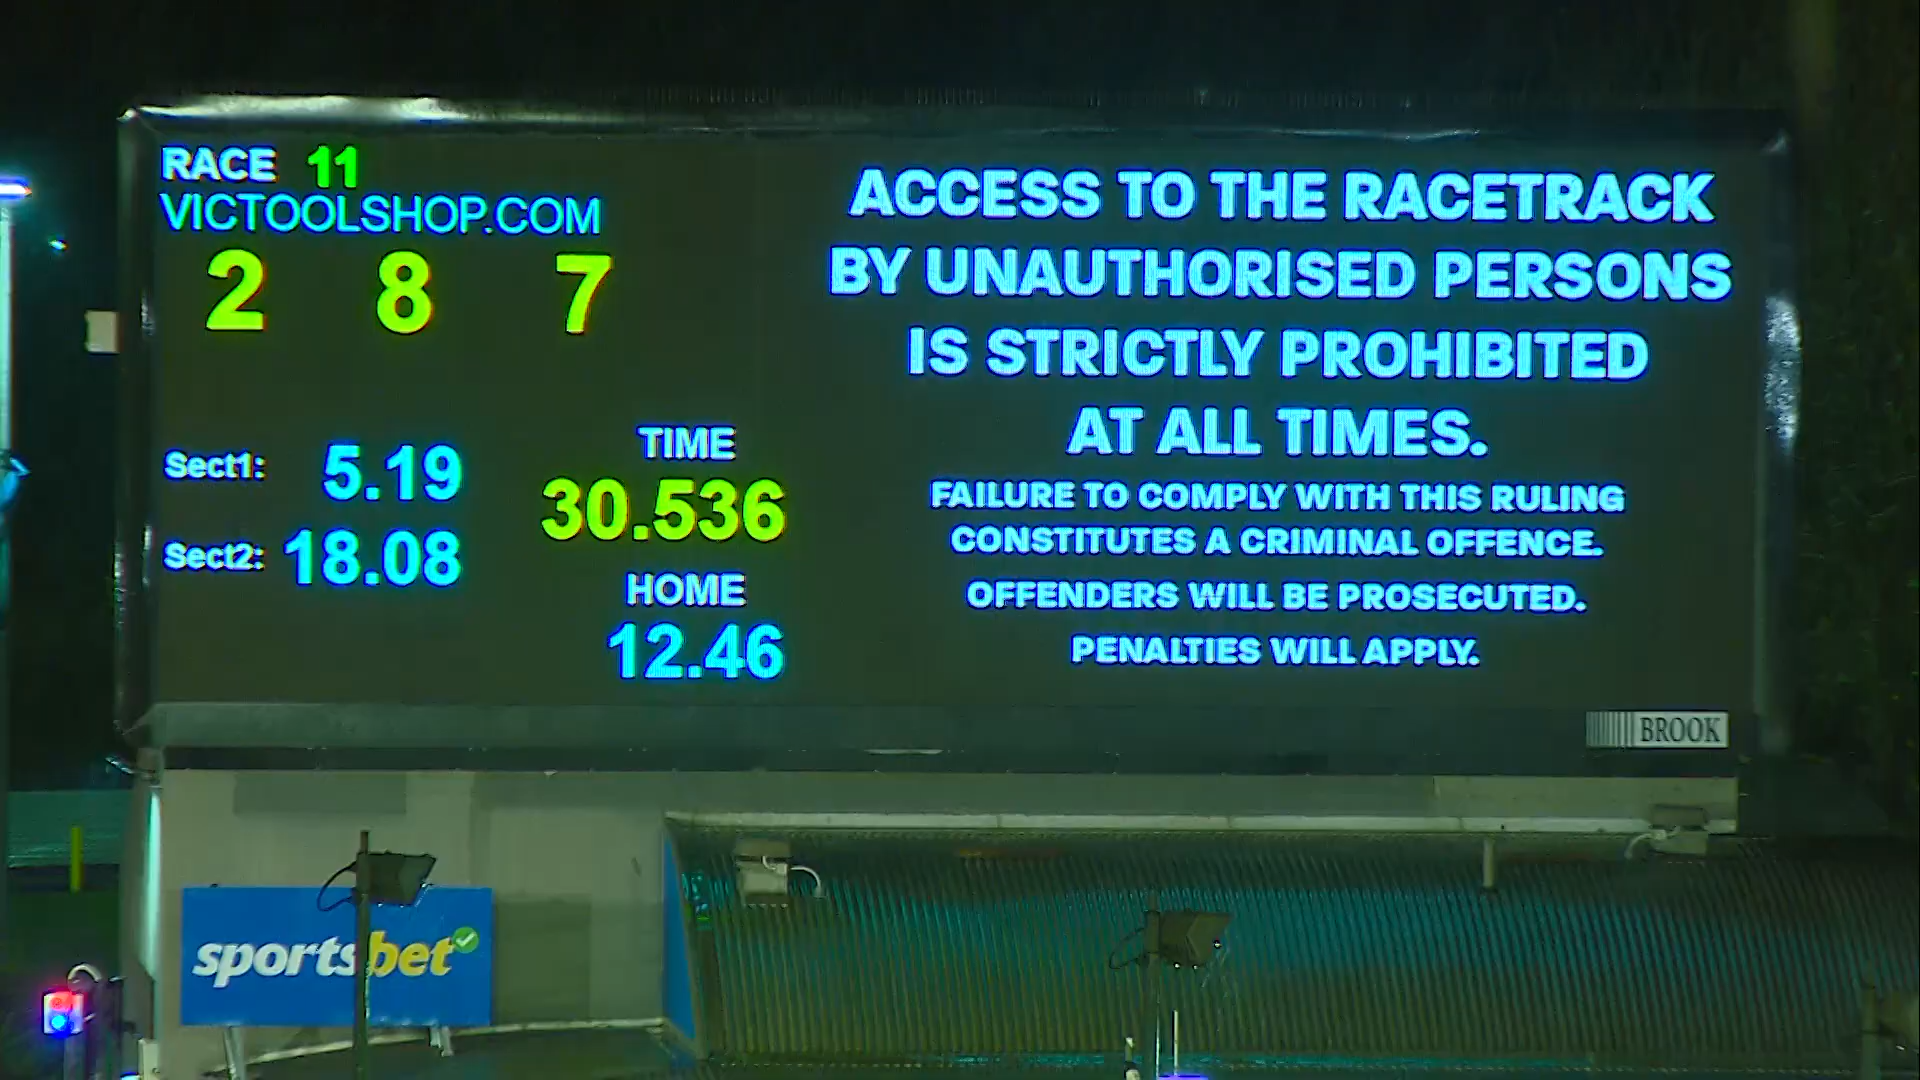 RACE 11
VICTOOLSHOP.COM
2 8 7
Sect1: 5.19
Sect2: 18.08
TIME
30.536
HOME
12.46
ACCESS TO THE RACETRACK
BY UNAUTHORISED PERSONS
IS STRICTLY PROHIBITED
AT ALL TIMES.
FAILURE TO COMPLY WITH THIS RULING
CONSTITUTES A CRIMINAL OFFENCE.
OFFENDERS WILL BE PROSECUTED.
PENALTIES WILL APPLY.
BROOK
sportsbet